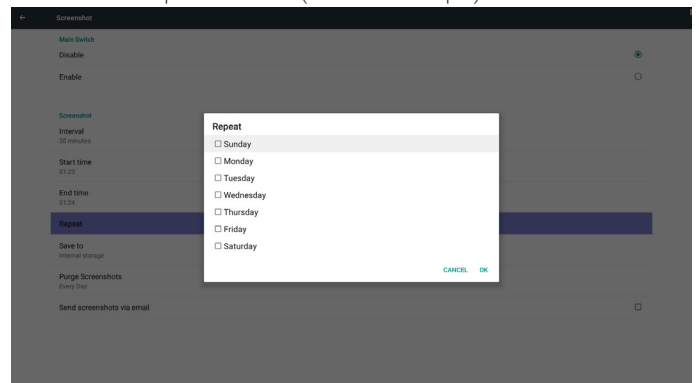 Screenshot
Main Switch
Disable
Enable
Screenshot
Interval
30 minutes
Start time
01:23
End time
01:24
Repeat
Save to
Internal storage
Purge Screenshots
Every Day
Send screenshots via email
Repeat
Sunday
Monday
Tuesday
Wednesday
Thursday
Friday
Saturday
CANCEL OK